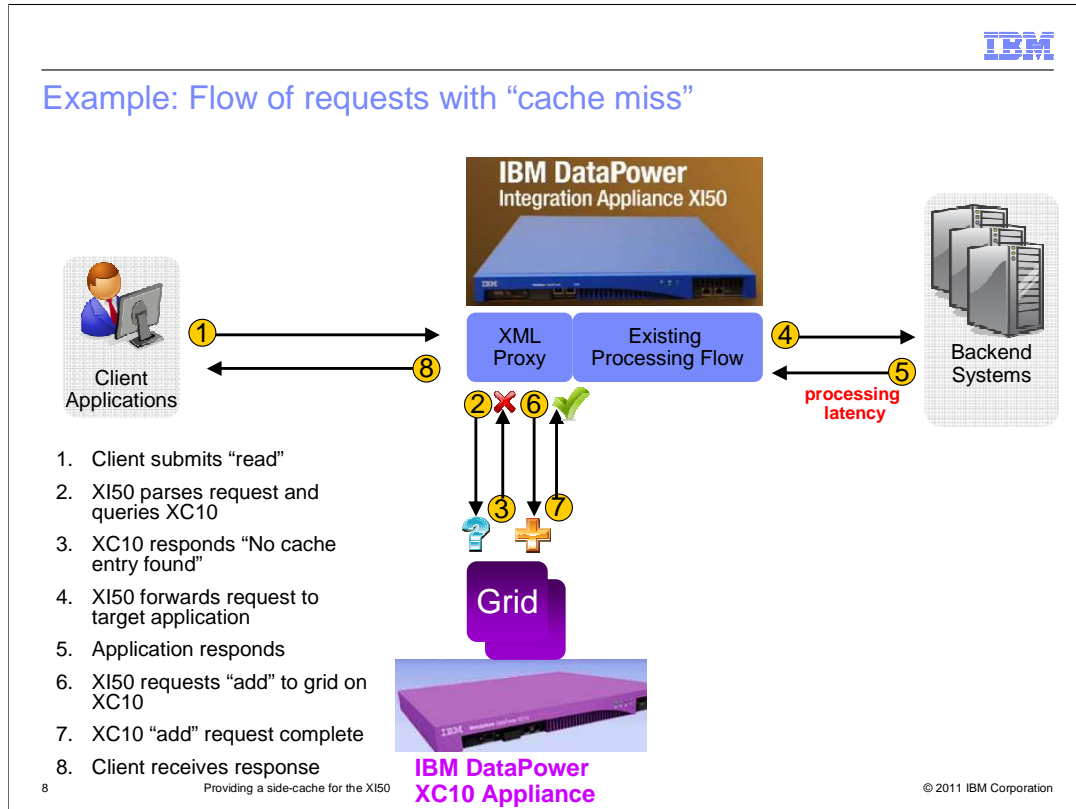 IBM
Example: Flow of requests with “cache miss”
IBM DataPower
Integration Appliance XI50
IBM
XML
Proxy
Existing
Processing Flow
Client
Applications
Backend
Systems
1
8
4
5
processing
latency
2
6
3
7
1. Client submits “read”
2. XI50 parses request and
queries XC10
3. XC10 responds “No cache
entry found”
4. XI50 forwards request to
target application
5. Application responds
6. XI50 requests “add” to grid on
XC10
7. XC10 “add” request complete
8. Client receives response
Grid
IBM
IBM DataPower
XC10 Appliance
8
Providing a side-cache for the XI50
© 2011 IBM Corporation